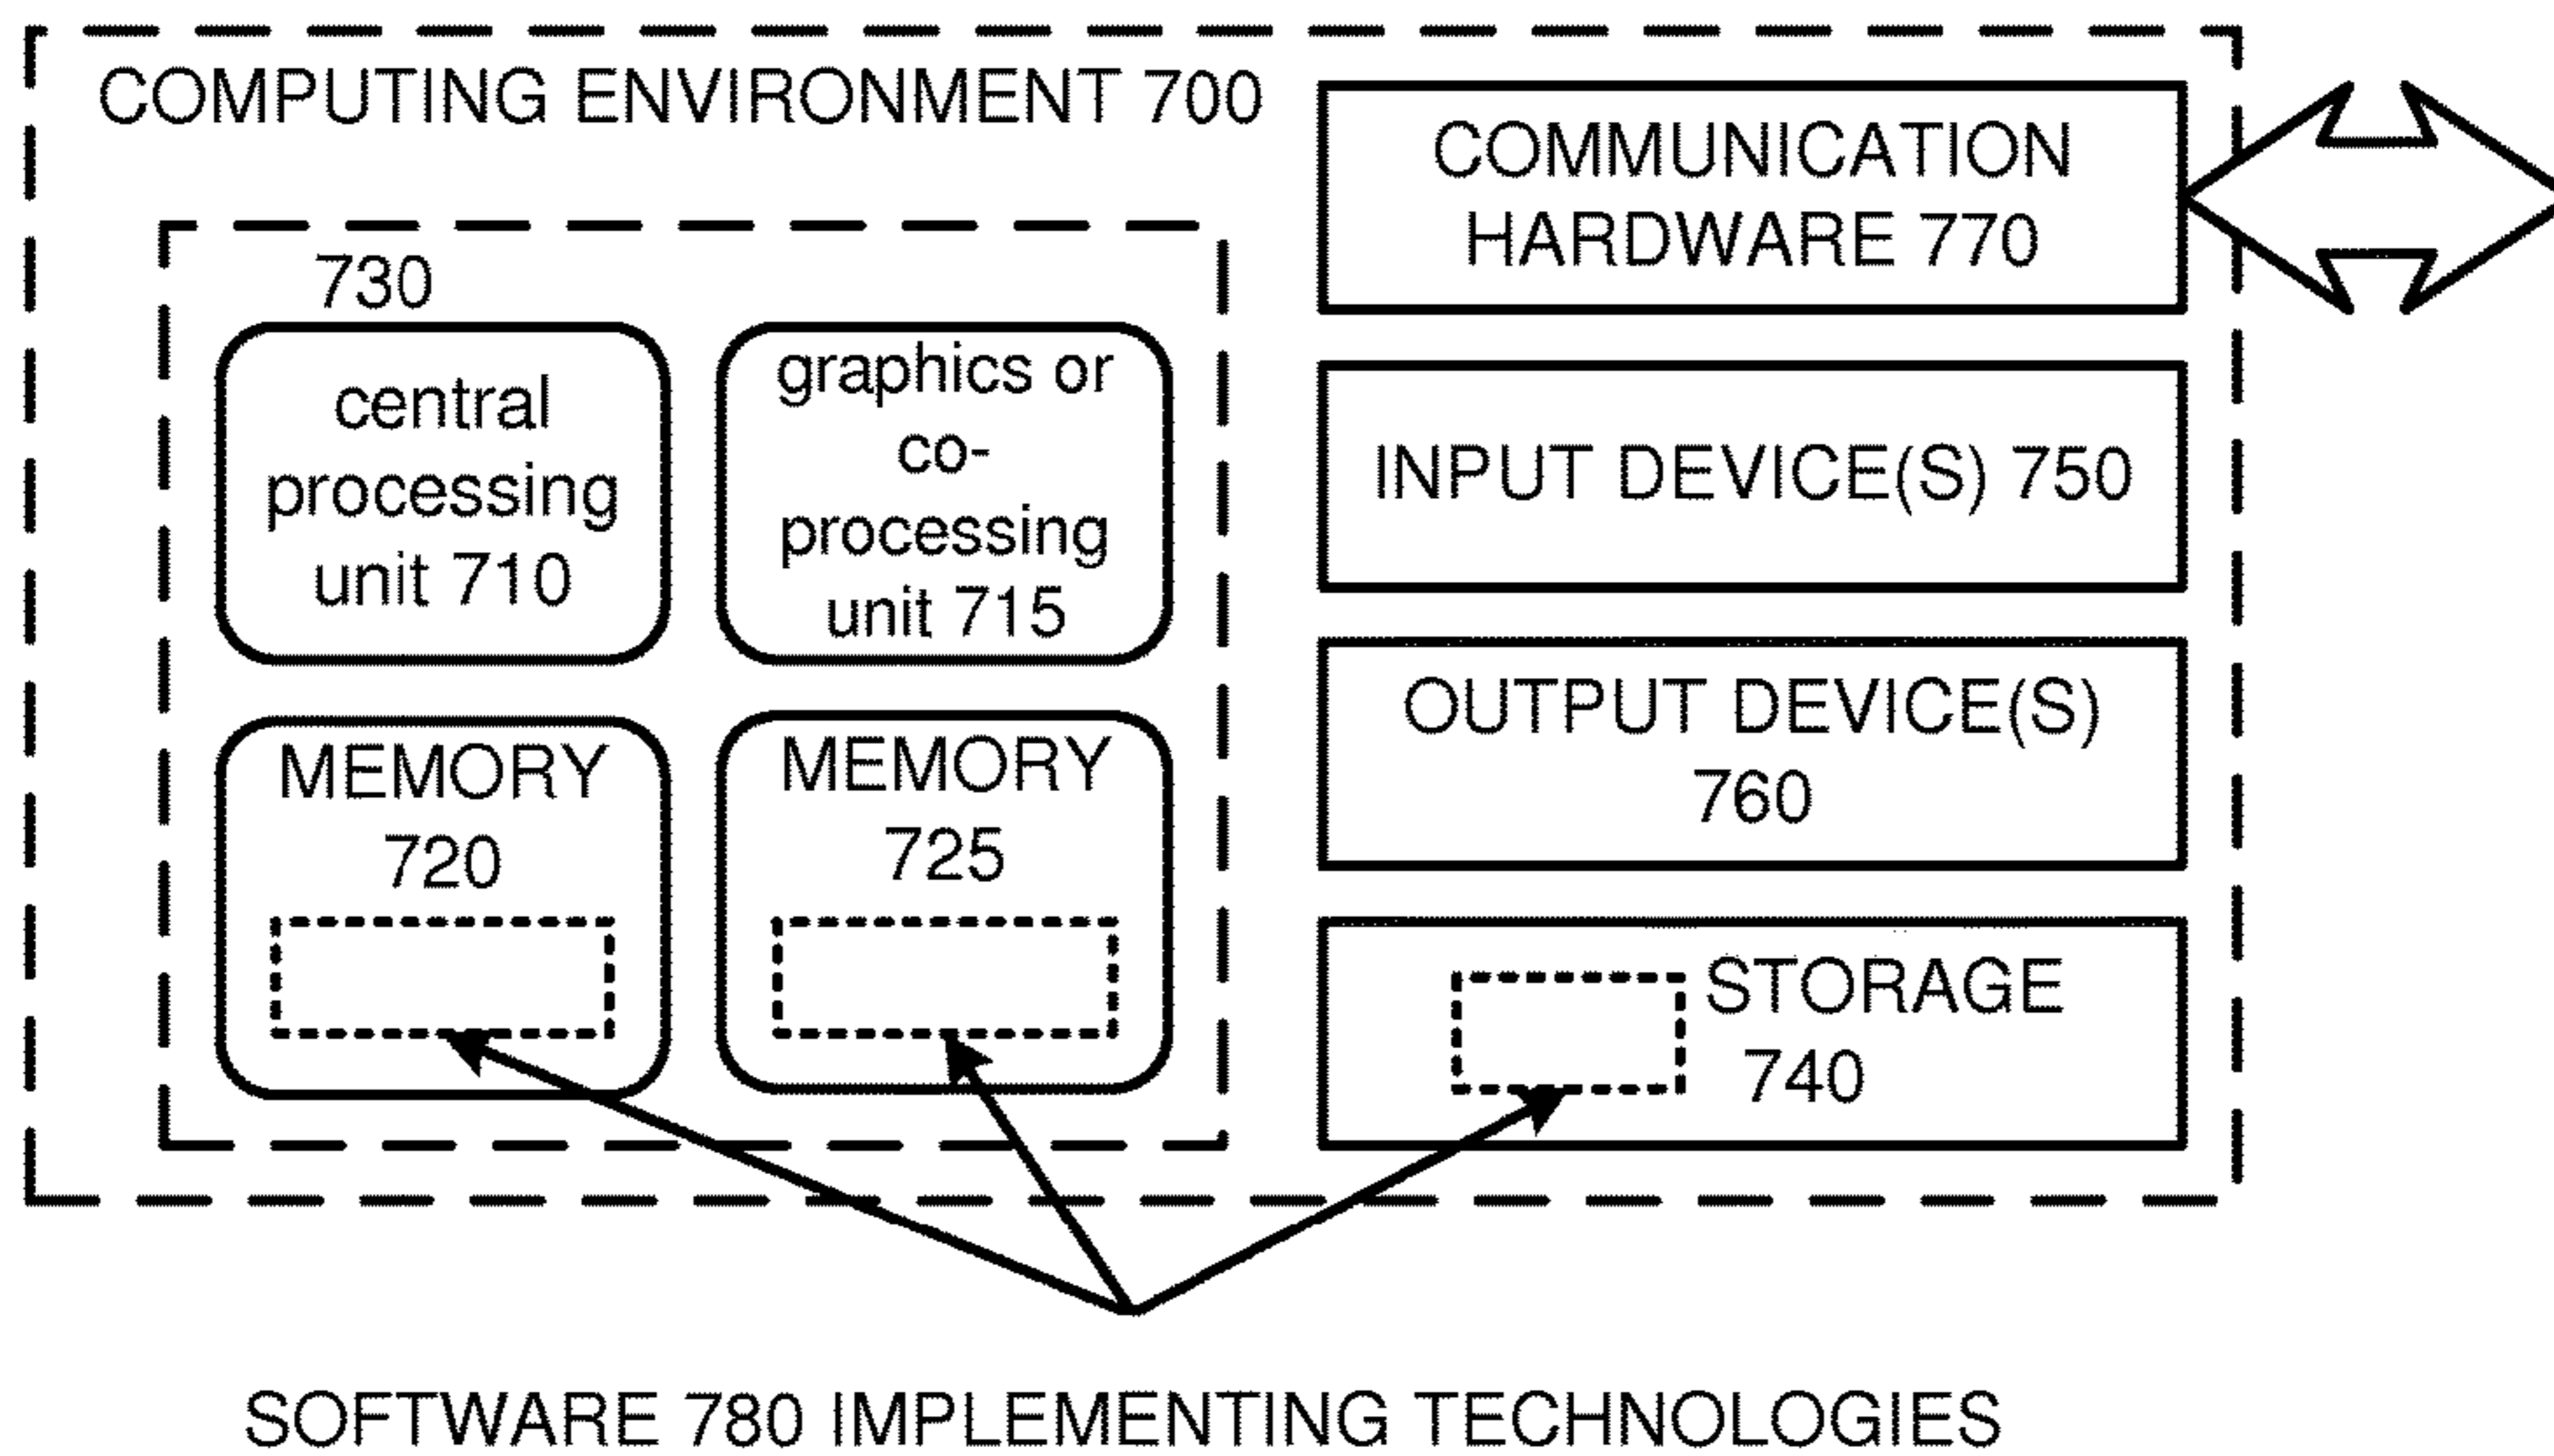 COMPUTING ENVIRONMENT 700
730
central
processing
unit 710
graphics or
co-
processing
unit 715
MEMORY
720
MEMORY
725
COMMUNICATION
HARDWARE 770
INPUT DEVICE(S) 750
OUTPUT DEVICE(S)
760
STORAGE
740
SOFTWARE 780 IMPLEMENTING TECHNOLOGIES